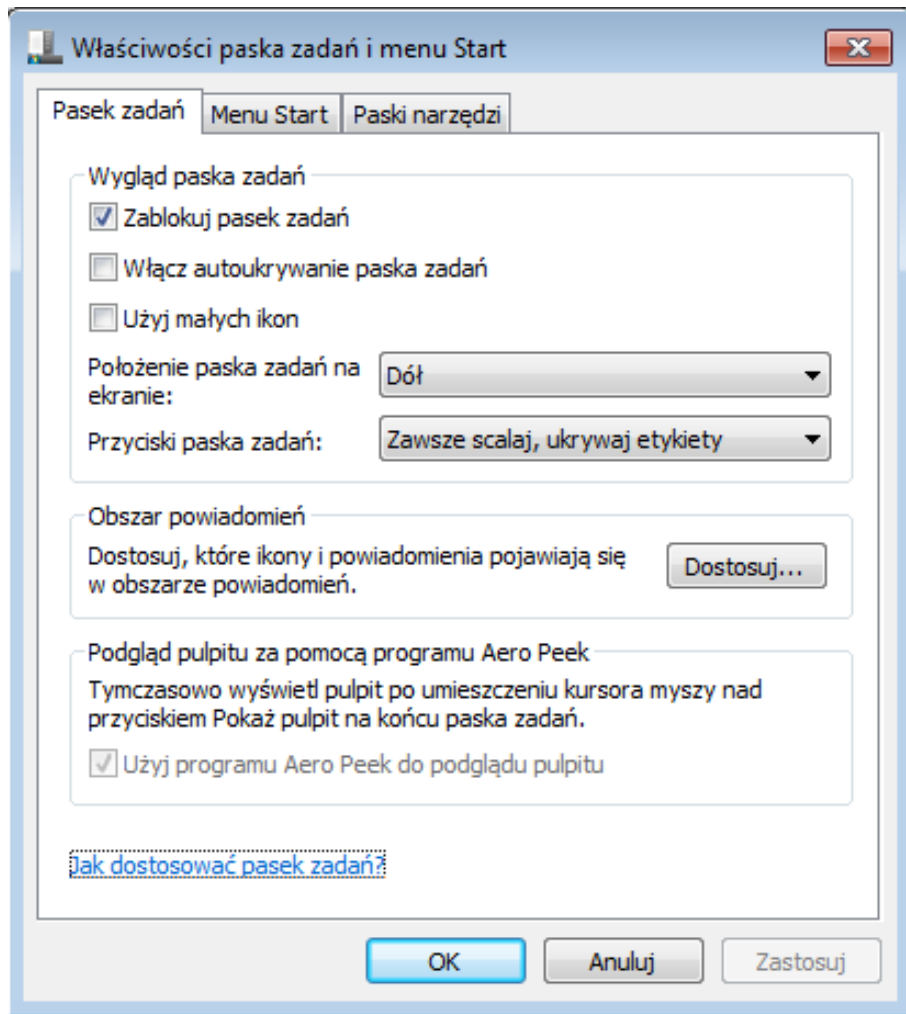 Właściwości paska zadań i menu Start
Pasek zadań Menu Start Paski narzędzi
Wygląd paska zadań
Zablokuj pasek zadań
Włącz autoukrywanie paska zadań
Użyj małych ikon
Położenie paska zadań na
ekranie:
Dół
Przyciski paska zadań:
Zawsze scalaj, ukrywaj etykiety
Obszar powiadomień
Dostosuj, które ikony i powiadomienia pojawiają się
w obszarze powiadomień.
Dostosuj...
Podgląd pulpitu za pomocą programu Aero Peek
Tymczasowo wyświetl pulpit po umieszczeniu kursora myszy nad
przyciskiem Pokaż pulpit na końcu paska zadań.
Użyj programu Aero Peek do podglądu pulpitu
Jak dostosować pasek zadań?
OK Anuluj Zastosuj